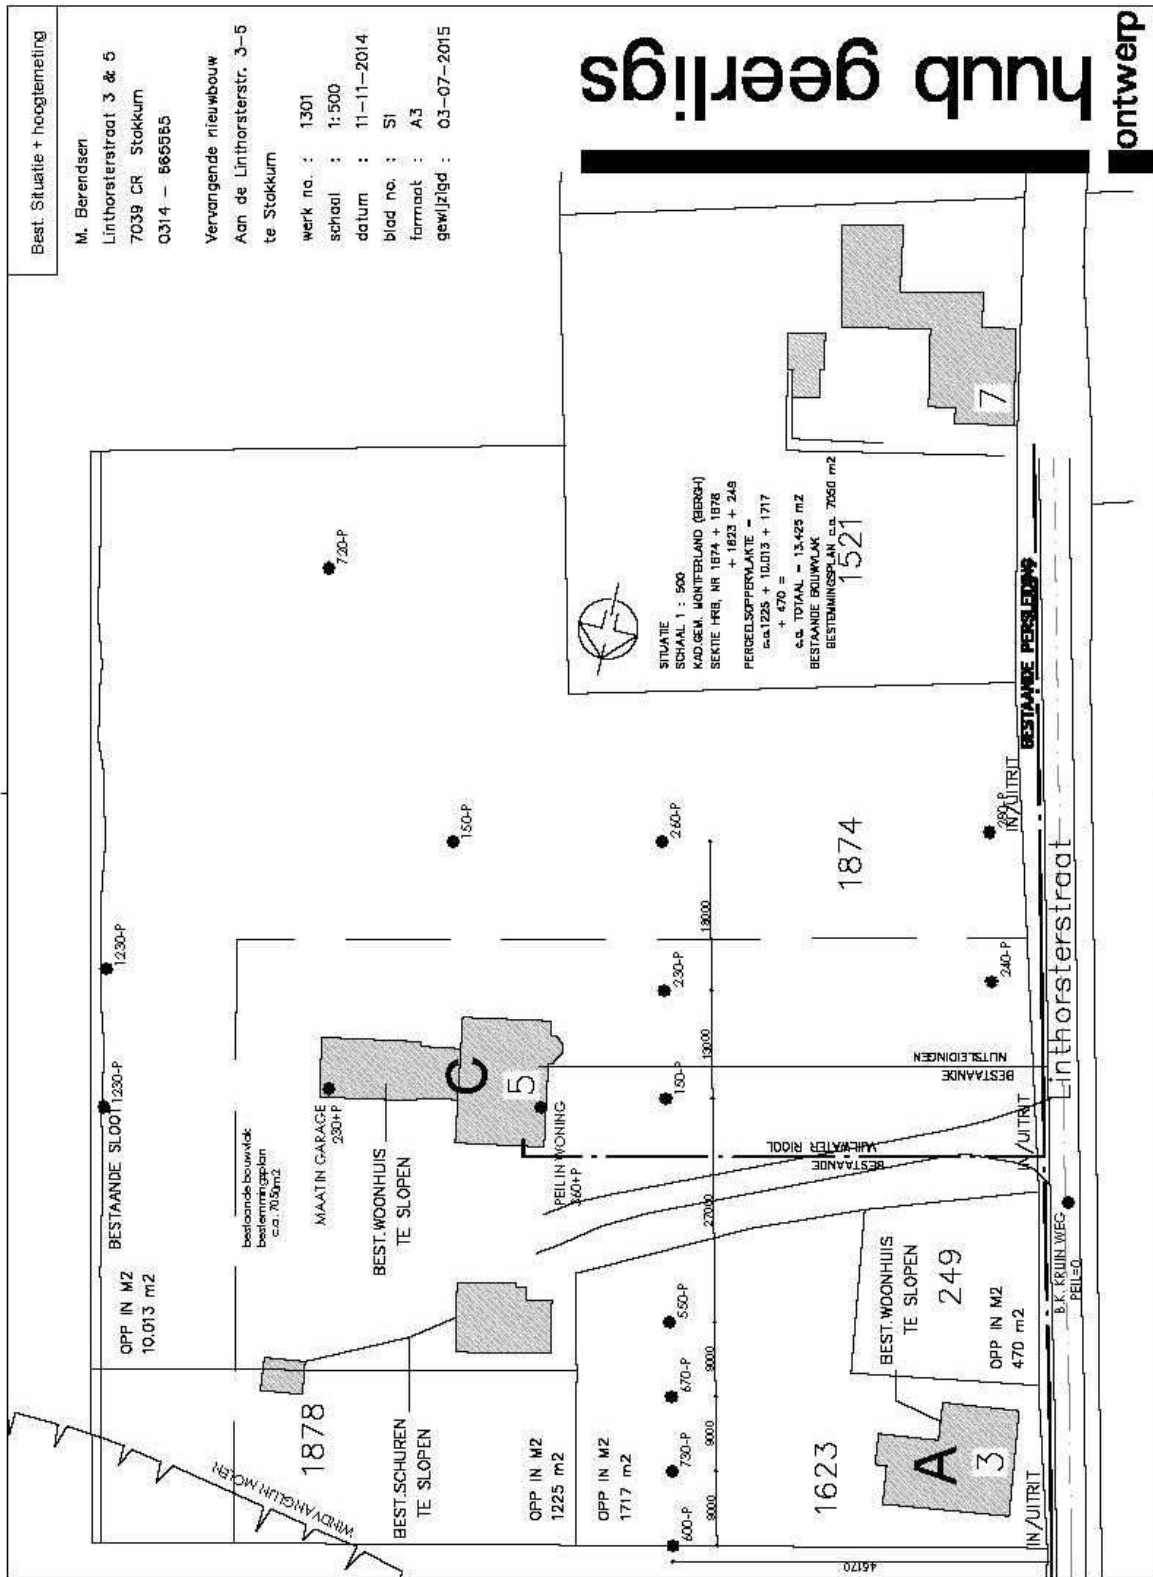 Best. Situatie + hoogtemeting
M. Berendsen
Linthorsterstraat 3 & 5
7039 CR Stokkum
0314 - 665565
Vervangende nieuwbouw
Aan de Linthorsterstr. 3-5
te Stokkum
werk no. : 1301
schaal : 1:500
datum : 11-11-2014
blad no. : S1
formaat : A3
gewijzigd : 03-07-2015
huub geerligs
ontwerp
WINDVANGLIJN MOLEN
OPP IN M2
10.013 m2
BESTAANDE SLOOT
1230-P
1230-P
720-P
bestaande bouwvlak
bestemmingsplan
c.a. 7050m2
1878
MAAT IN GARAGE
230+P
BEST.WOONHUIS
TE SLOPEN
BEST.SCHUREN
TE SLOPEN
C
5
150-P
OPP IN M2
1225 m2
PEIL IN WONING
360+P
OPP IN M2
1717 m2
SITUATIE
SCHAAL 1 : 500
KAD.GEM. MONTFERLAND (BERGH)
SEKTIE HRB, NR 1874 + 1878
+ 1623 + 249
PERCEELSOPPERVLAKTE =
c.a.1225 + 10.013 + 1717
+ 470 =
c.a. TOTAAL = 13.425 m2
BESTAANDE BOUWVLAK
BESTEMMINGSPLAN c.a. 7050 m2
600-P
730-P
670-P
550-P
150-P
230-P
260-P
9000
9000
9000
27000
13000
18000
46170
BESTAANDE
VUILWATER RIOOL
BESTAANDE
NUTSLEIDINGEN
1623
BEST.WOONHUIS
TE SLOPEN
249
OPP IN M2
470 m2
A
3
1874
1521
7
240-P
280-P
IN/UITRIT
IN/UITRIT
IN/UITRIT
BESTAANDE PERSLEIDING
B.K. KRUIN WEG
PEIL=0
Linthorsterstraat